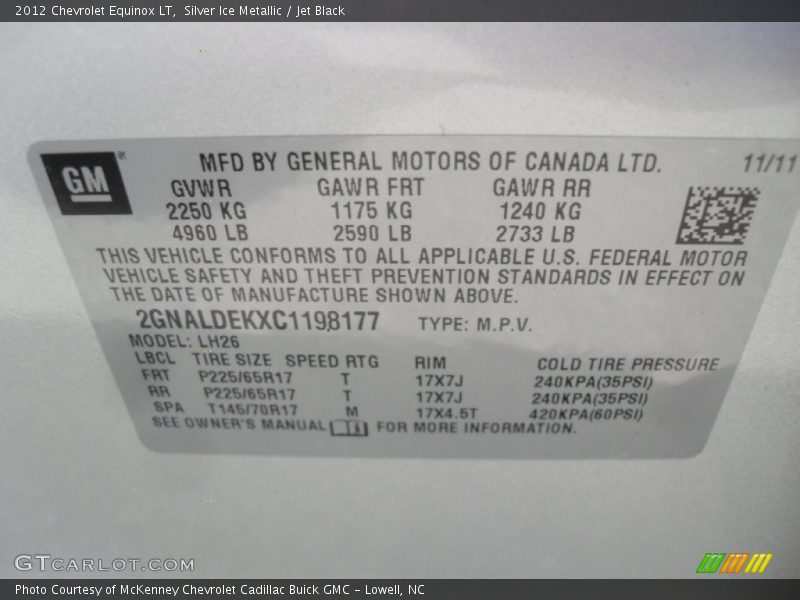 2012 Chevrolet Equinox LT,  Silver Ice Metallic / Jet Black
GM
MFD BY GENERAL MOTORS OF CANADA LTD. 11/11
GVWR GAWR FRT GAWR RR
2250 KG 1175 KG 1240 KG
4960 LB 2590 LB 2733 LB
THIS VEHICLE CONFORMS TO ALL APPLICABLE U.S. FEDERAL MOTOR
VEHICLE SAFETY AND THEFT PREVENTION STANDARDS IN EFFECT ON
THE DATE OF MANUFACTURE SHOWN ABOVE.
2GNALDEKXC1198177 TYPE: M.P.V.
MODEL: LH26
LBCL TIRE SIZE SPEED RTG RIM COLD TIRE PRESSURE
FRT P225/65R17 T 17X7J 240KPA(35PSI)
RR P225/65R17 T 17X7J 240KPA(35PSI)
SPA T145/70R17 M 17X4.5T 420KPA(60PSI)
SEE OWNER'S MANUAL FOR MORE INFORMATION.
GTCARLOT.COM
Photo Courtesy of McKenney Chevrolet Cadillac Buick GMC - Lowell, NC